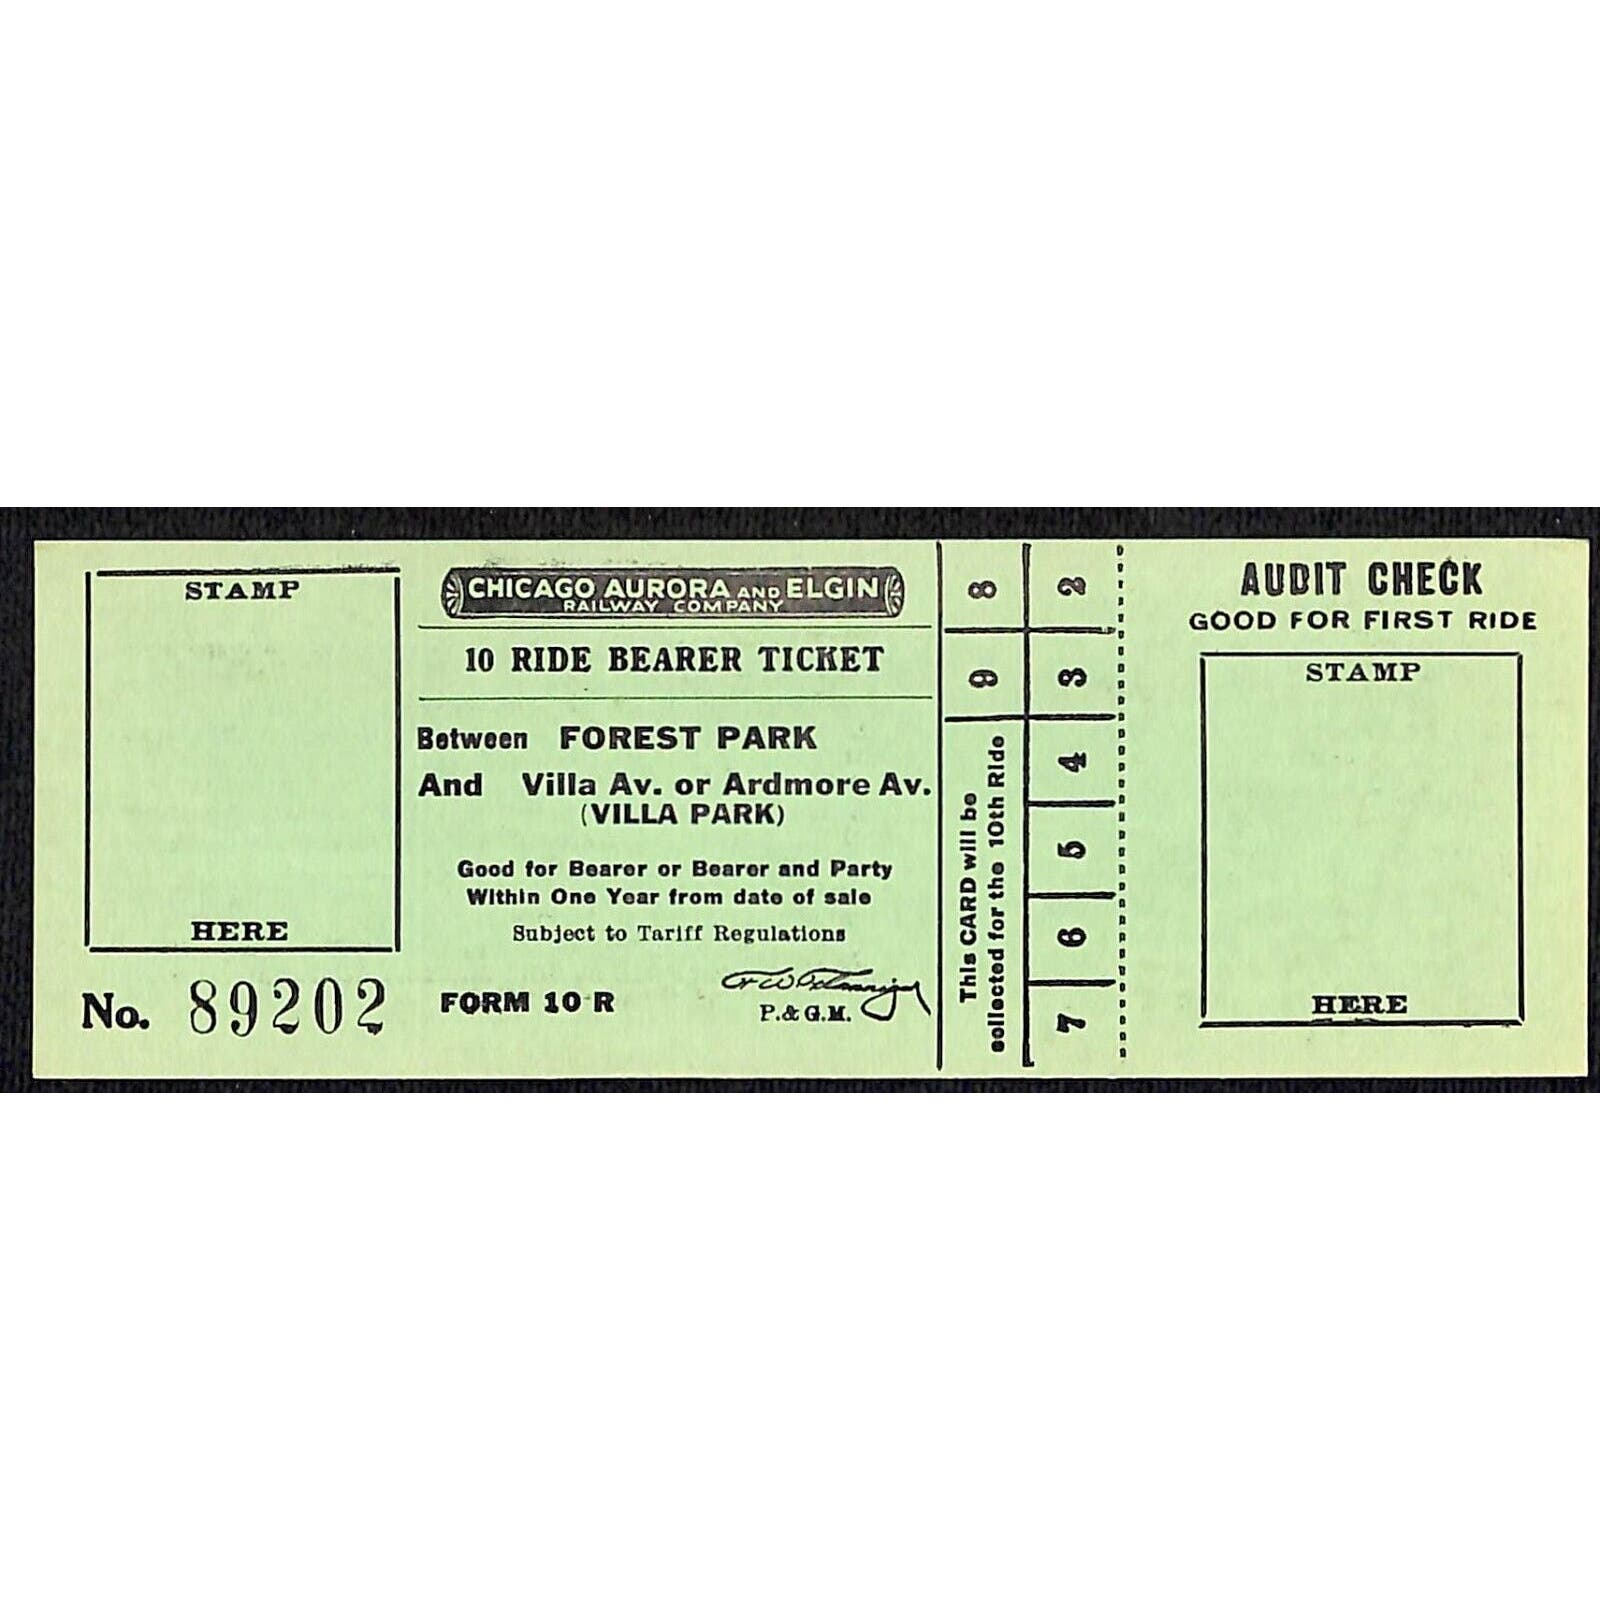 STAMP
HERE
No. 89202
CHICAGO AURORA AND ELGIN
RAILWAY COMPANY
10 RIDE BEARER TICKET
Between FOREST PARK
And Villa Av. or Ardmore Av.
(VILLA PARK)
Good for Bearer or Bearer and Party
Within One Year from date of sale
Subject to Tariff Regulations
FORM 10 R
P. & G.M.
8
9
This CARD will be
collected for the 10th Ride
2
3
4
5
6
7
AUDIT CHECK
GOOD FOR FIRST RIDE
STAMP
HERE